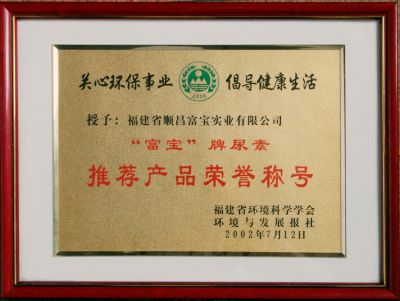 关心环保事业 倡导健康生活
授予：福建省顺昌富宝实业有限公司
“富宝”牌尿素
推荐产品荣誉称号
福建省环境科学学会
环境与发展报社
2002年7月12日